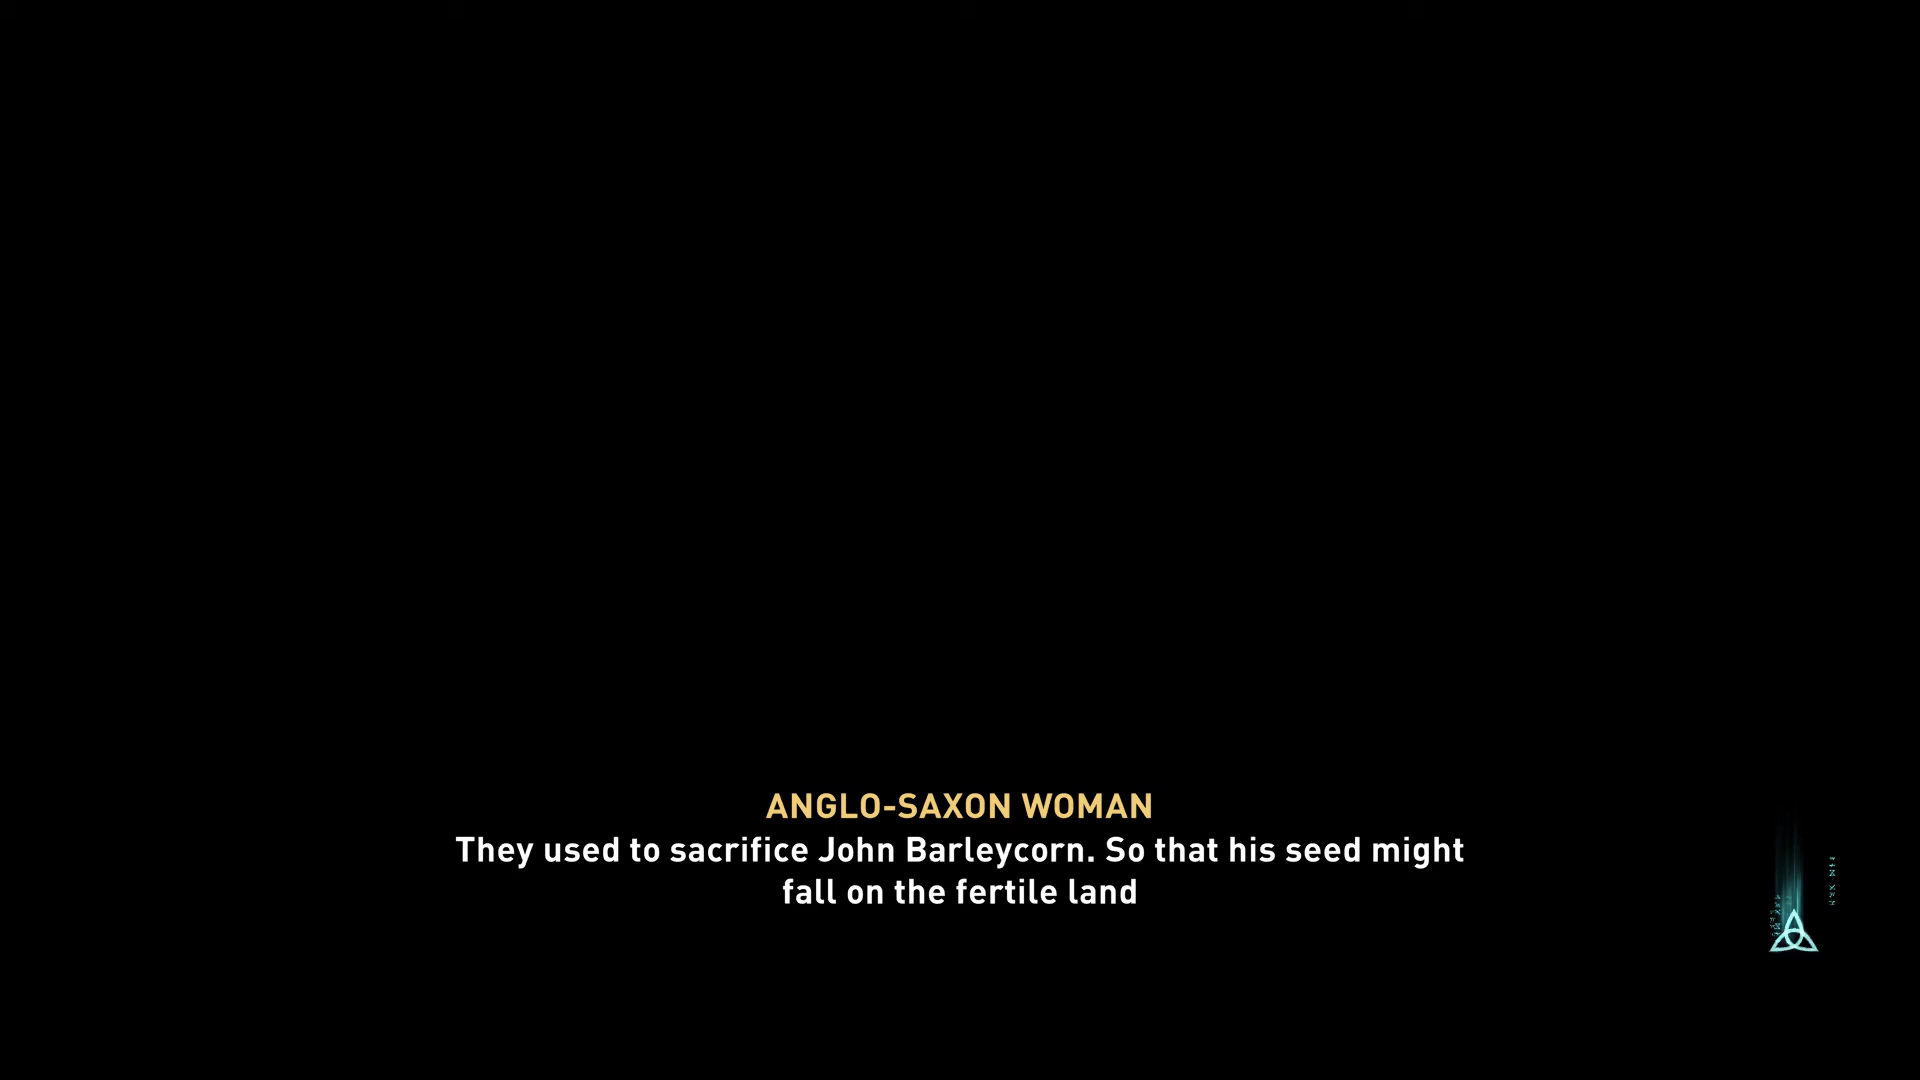 ANGLO-SAXON WOMAN
They used to sacrifice John Barleycorn. So that his seed might
fall on the fertile land